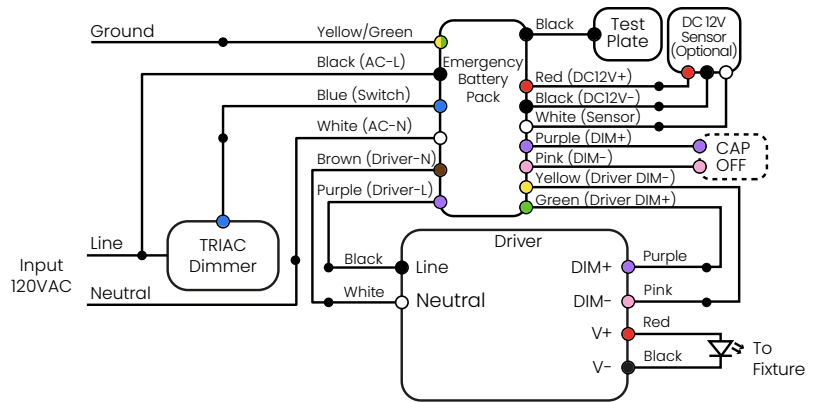 Ground
Yellow/Green
Black (AC-L)
Blue (Switch)
White (AC-N)
Brown (Driver-N)
Purple (Driver-L)
Emergency
Battery
Pack
Black
Test
Plate
DC 12V
Sensor
(Optional)
Red (DC12V+)
Black (DC12V-)
White (Sensor)
Purple (DIM+)
Pink (DIM-)
Yellow (Driver DIM-)
Green (Driver DIM+)
CAP
OFF
Line
Input
120VAC
Neutral
TRIAC
Dimmer
Black
White
Driver
Line
Neutral
DIM+
DIM-
V+
V-
Purple
Pink
Red
Black
To
Fixture